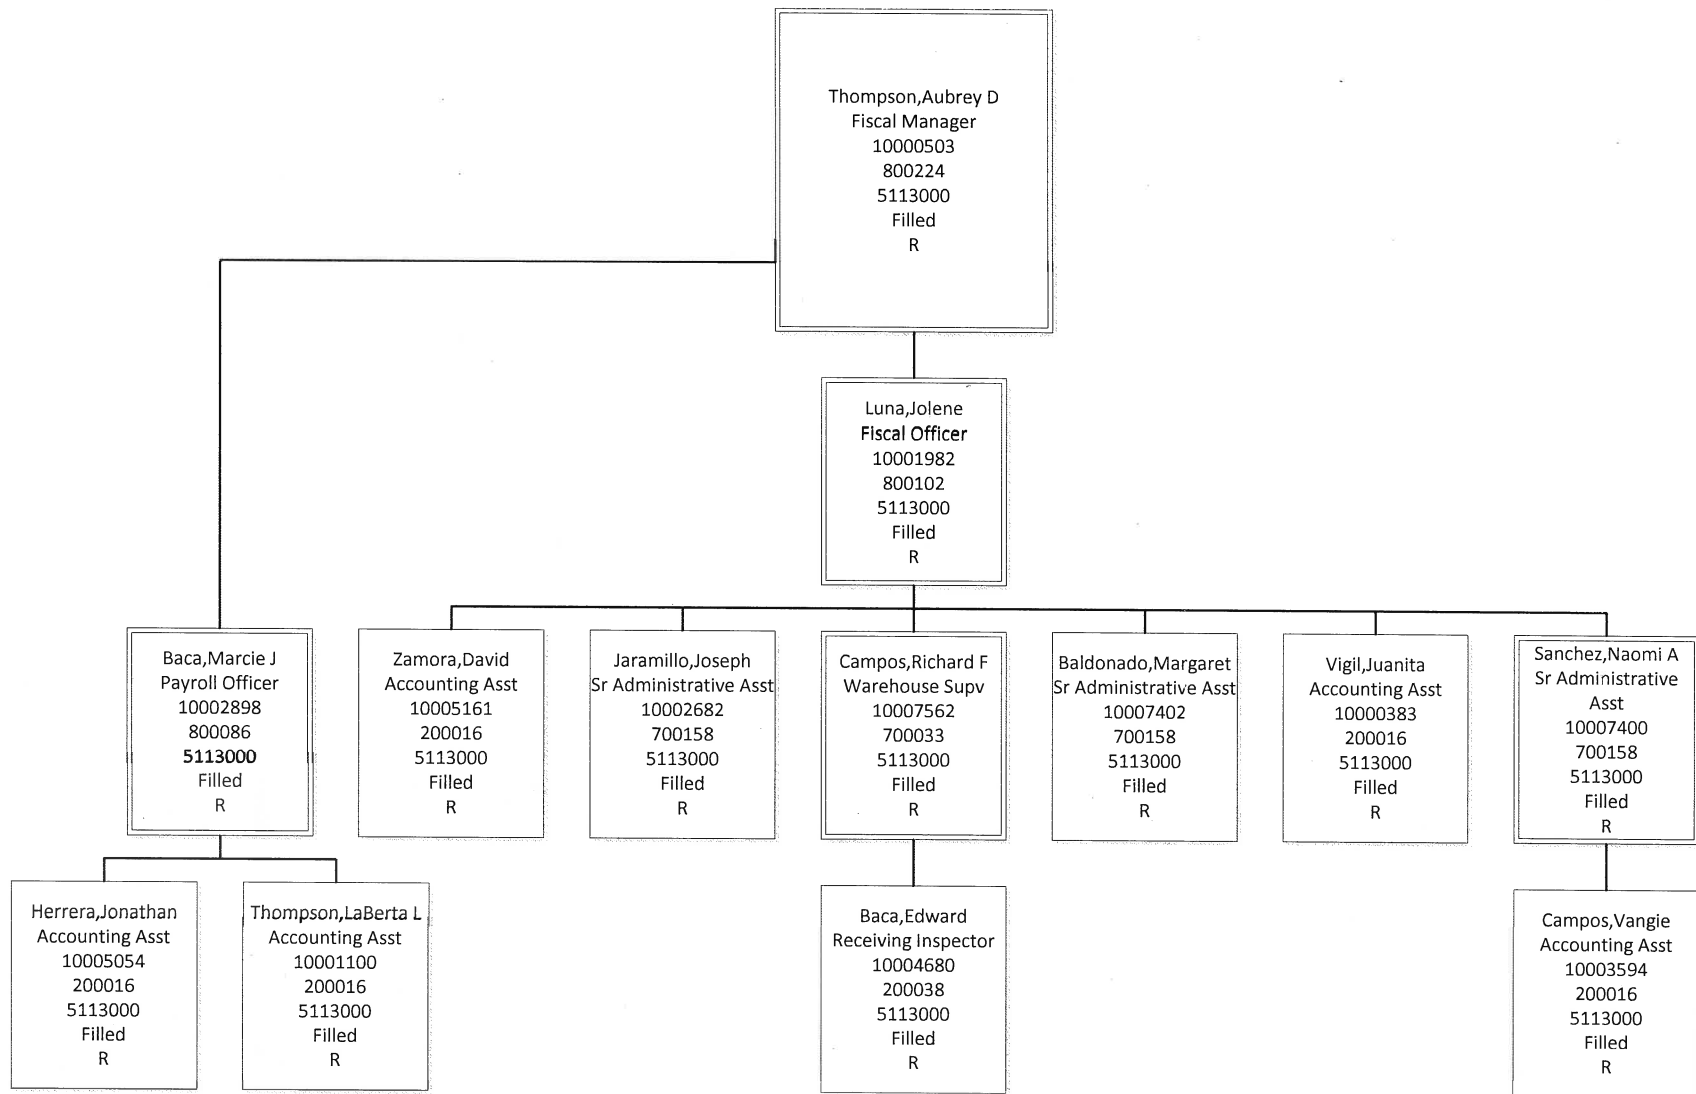 Thompson,Aubrey D
Fiscal Manager
10000503
800224
5113000
Filled
R
Luna,Jolene
Fiscal Officer
10001982
800102
5113000
Filled
R
Baca,Marcie J
Payroll Officer
10002898
800086
5113000
Filled
R
Zamora,David
Accounting Asst
10005161
200016
5113000
Filled
R
Jaramillo,Joseph
Sr Administrative Asst
10002682
700158
5113000
Filled
R
Campos,Richard F
Warehouse Supv
10007562
700033
5113000
Filled
R
Baldonado,Margaret
Sr Administrative Asst
10007402
700158
5113000
Filled
R
Vigil,Juanita
Accounting Asst
10000383
200016
5113000
Filled
R
Sanchez,Naomi A
Sr Administrative
Asst
10007400
700158
5113000
Filled
R
Herrera,Jonathan
Accounting Asst
10005054
200016
5113000
Filled
R
Thompson,LaBerta L
Accounting Asst
10001100
200016
5113000
Filled
R
Baca,Edward
Receiving Inspector
10004680
200038
5113000
Filled
R
Campos,Vangie
Accounting Asst
10003594
200016
5113000
Filled
R